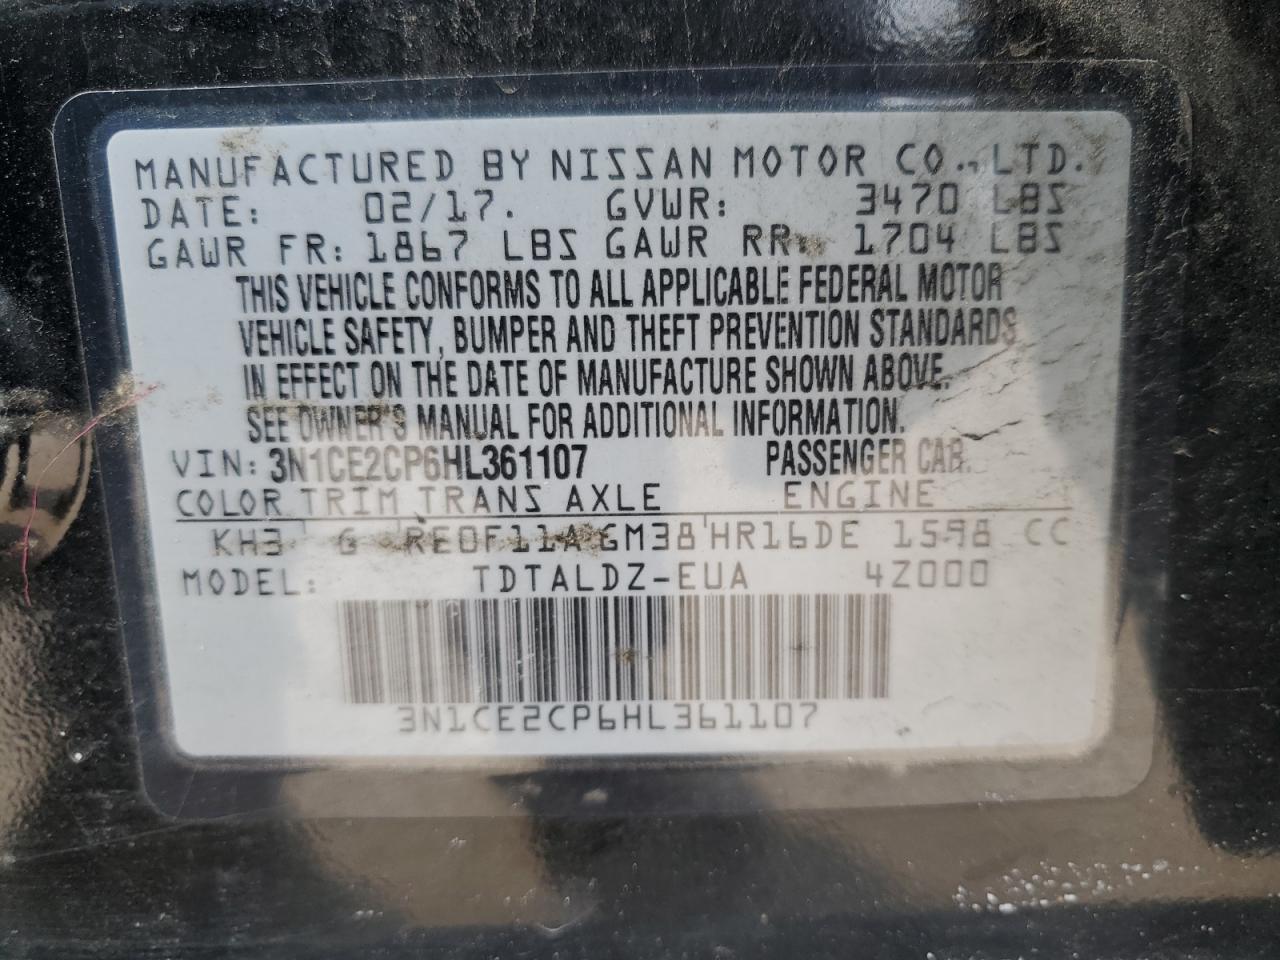 MANUFACTURED BY NISSAN MOTOR CO., LTD.
DATE: 02/17. GVWR: 3470 LBS
GAWR FR: 1867 LBS GAWR RR: 1704 LBS
THIS VEHICLE CONFORMS TO ALL APPLICABLE FEDERAL MOTOR
VEHICLE SAFETY, BUMPER AND THEFT PREVENTION STANDARDS
IN EFFECT ON THE DATE OF MANUFACTURE SHOWN ABOVE.
SEE OWNER'S MANUAL FOR ADDITIONAL INFORMATION.
VIN: 3N1CE2CP6HL361107 PASSENGER CAR
COLOR TRIM TRANS AXLE ENGINE
KH3 G RE0F11A GM38 HR16DE 1598 CC
MODEL: TDTALDZ-EUA 4Z000
3N1CE2CP6HL361107